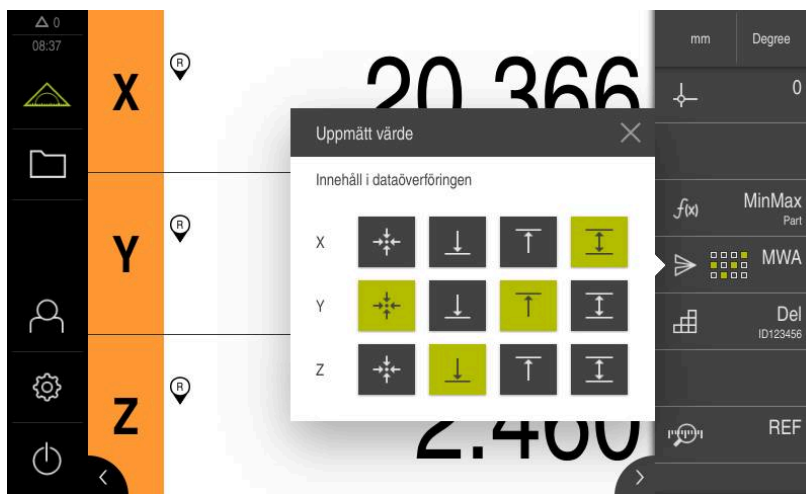 0
08:37
X
R
20.366
mm
Degree
0
Uppmätt värde
Innehåll i dataöverföringen
X
Y
Z
Y
R
f(x)
MinMax
Part
MWA
Del
ID123456
Z
R
2.460
REF